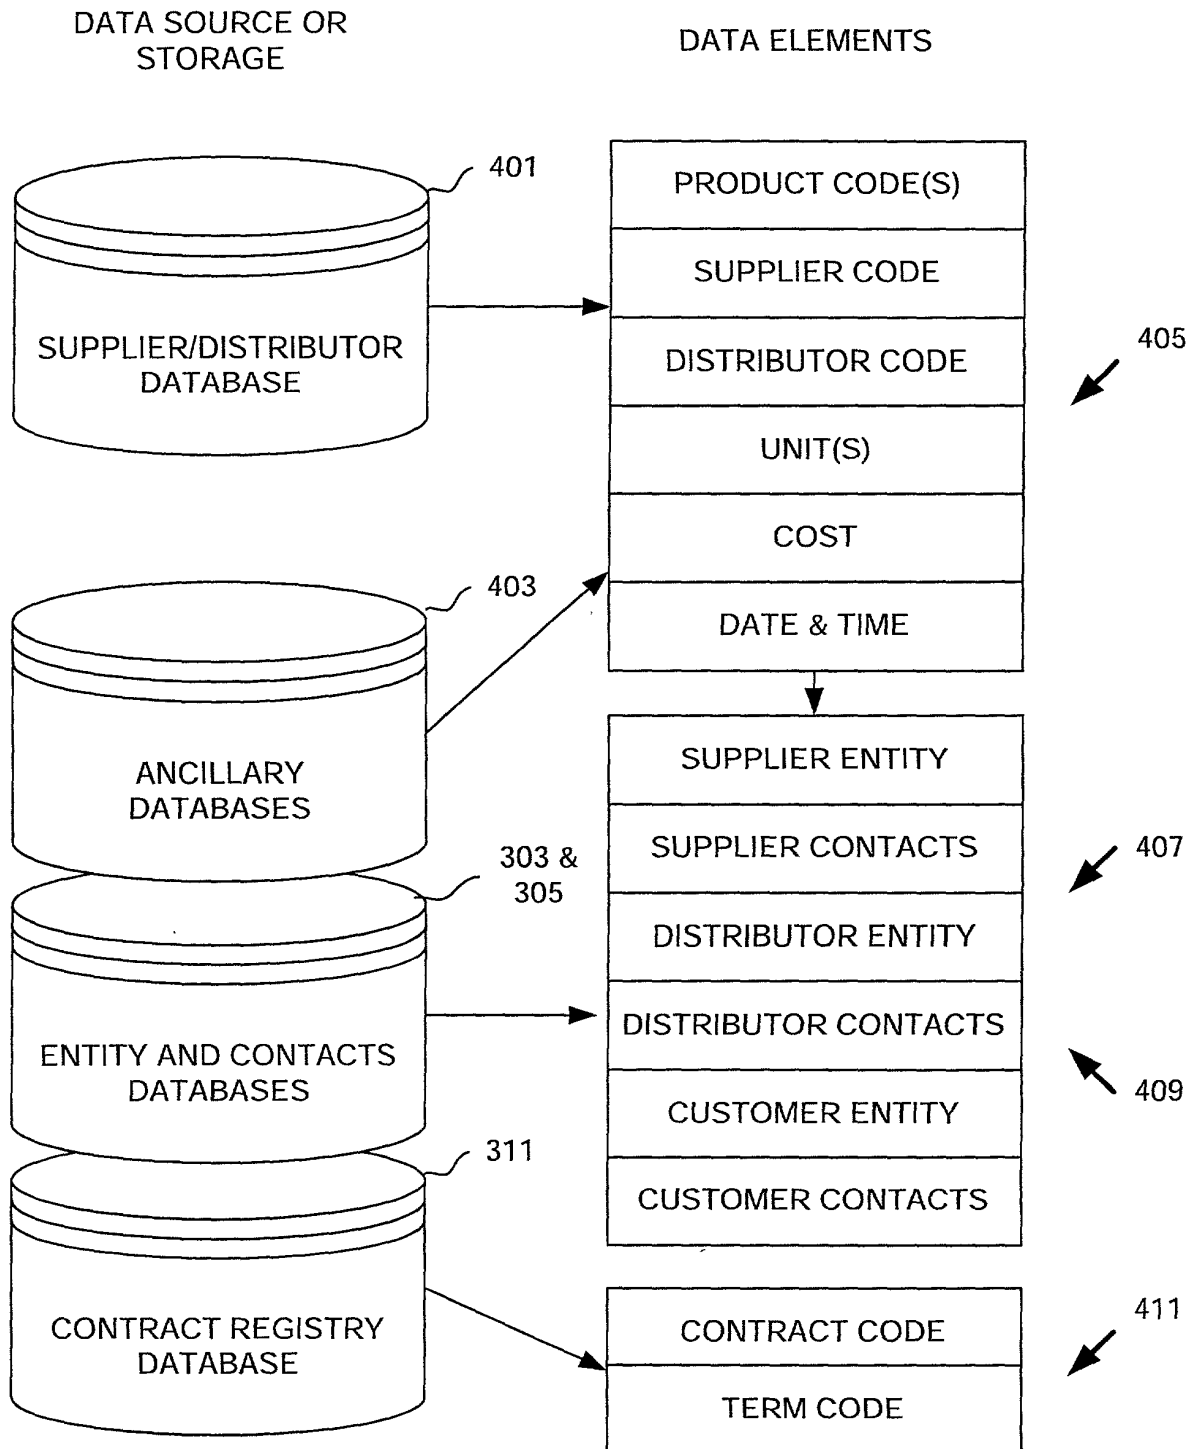 DATA SOURCE OR
STORAGE
DATA ELEMENTS
401
SUPPLIER/DISTRIBUTOR
DATABASE
PRODUCT CODE(S)
SUPPLIER CODE
DISTRIBUTOR CODE
UNIT(S)
COST
DATE & TIME
405
403
ANCILLARY
DATABASES
303 &
305
ENTITY AND CONTACTS
DATABASES
SUPPLIER ENTITY
SUPPLIER CONTACTS
DISTRIBUTOR ENTITY
DISTRIBUTOR CONTACTS
CUSTOMER ENTITY
CUSTOMER CONTACTS
407
409
311
CONTRACT REGISTRY
DATABASE
CONTRACT CODE
TERM CODE
411